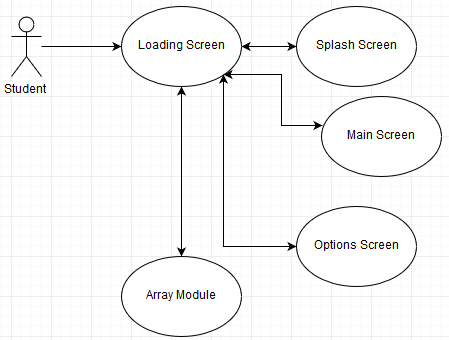 Student
Loading Screen
Splash Screen
Main Screen
Options Screen
Array Module